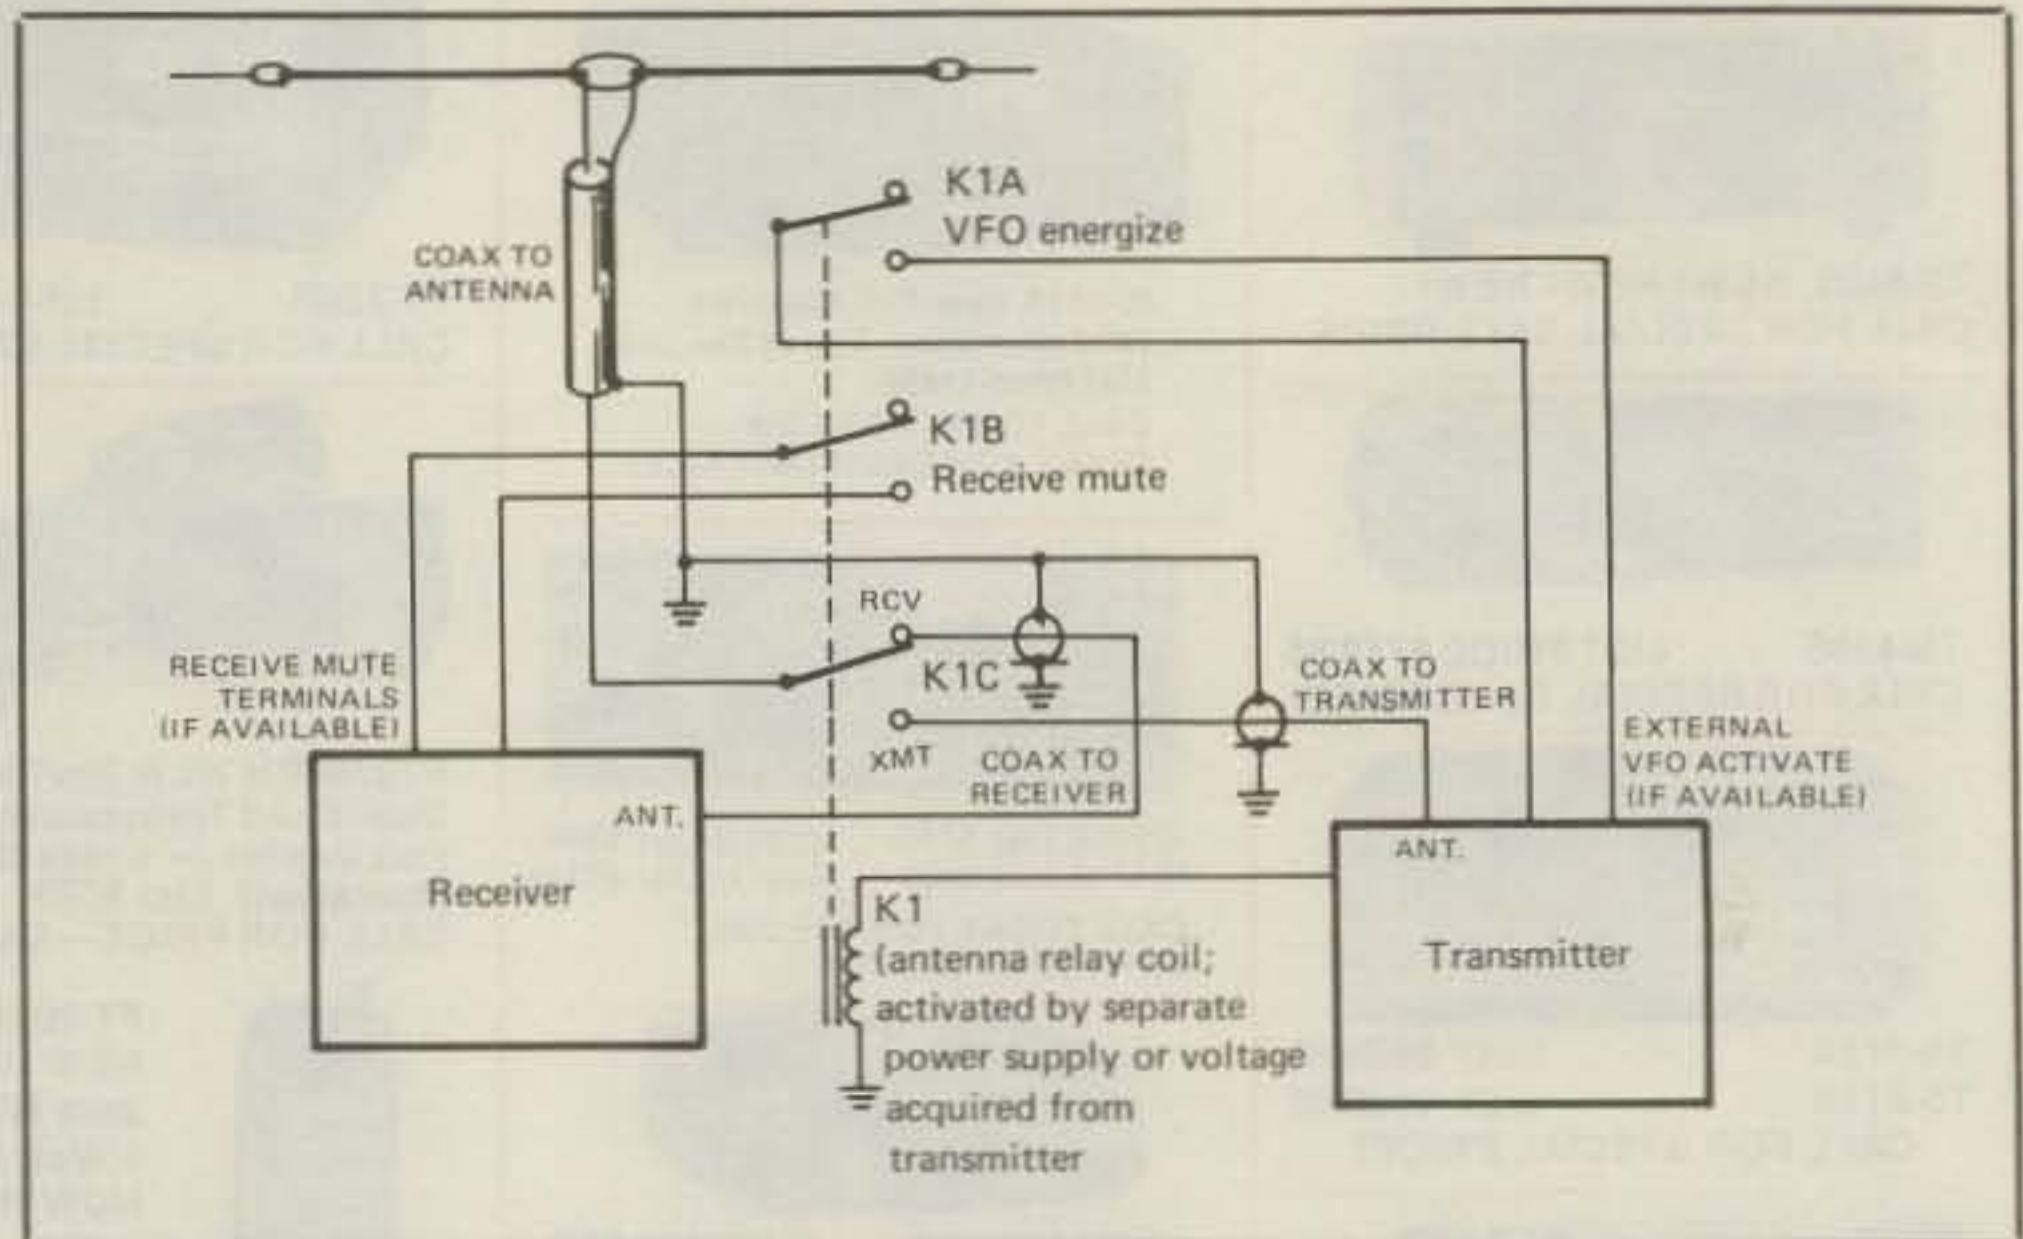 K1A
VFO energize
COAX TO
ANTENNA
K1B
Receive mute
RCV
K1C
XMT
COAX TO
RECEIVER
COAX TO
TRANSMITTER
RECEIVE MUTE
TERMINALS
(IF AVAILABLE)
EXTERNAL
VFO ACTIVATE
(IF AVAILABLE)
ANT.
Receiver
ANT.
Transmitter
K1
(antenna relay coil;
activated by separate
power supply or voltage
acquired from
transmitter